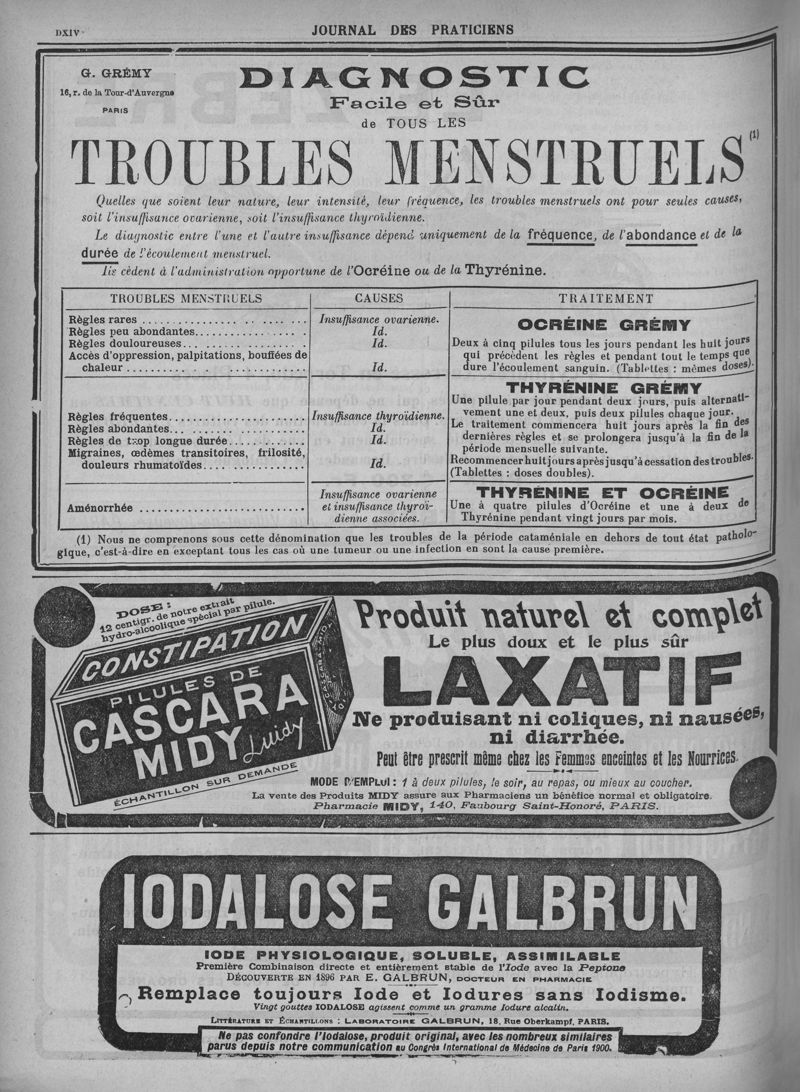 DXIV
JOURNAL DES PRATICIENS
G. GRÉMY
16, r. de la Tour-d'Auvergne
PARIS
DIAGNOSTIC
Facile et Sûr
de TOUS LES
TROUBLES MENSTRUELS (1)
Quelles que soient leur nature, leur intensité, leur fréquence, les troubles menstruels ont pour seules causes,
soit l'insuffisance ovarienne, soit l'insuffisance thyroïdienne.
Le diagnostic entre l'une et l'autre insuffisance dépend uniquement de la fréquence, de l'abondance et de la
durée de l'écoulement menstruel.
Ils cèdent à l'administration opportune de l'Ocréine ou de la Thyrénine.
TROUBLES MENSTRUELS
CAUSES
TRAITEMENT
Règles rares
Insuffisance ovarienne.
Règles peu abondantes
Id.
Règles douloureuses
Id.
Accès d'oppression, palpitations, bouffées de
chaleur
Id.
OCRÉINE GRÉMY
Deux à cinq pilules tous les jours pendant les huit jours
qui précèdent les règles et pendant tout le temps que
dure l'écoulement sanguin. (Tablettes : mêmes doses).
Règles fréquentes
Insuffisance thyroïdienne.
Règles abondantes
Id.
Règles de trop longue durée
Id.
Migraines, œdèmes transitoires, frilosité,
douleurs rhumatoïdes
Id.
THYRÉNINE GRÉMY
Une pilule par jour pendant deux jours, puis alternati-
vement une et deux, puis deux pilules chaque jour.
Le traitement commencera huit jours après la fin des
dernières règles et se prolongera jusqu'à la fin de la
période mensuelle suivante.
Recommencer huit jours après jusqu'à cessation des troubles.
(Tablettes : doses doubles).
Aménorrhée
Insuffisance ovarienne
et insuffisance thyroï-
dienne associées.
THYRÉNINE ET OCRÉINE
Une à quatre pilules d'Ocréine et une à deux de
Thyrénine pendant vingt jours par mois.
(1) Nous ne comprenons sous cette dénomination que les troubles de la période cataméniale en dehors de tout état patholo-
gique, c'est-à-dire en exceptant tous les cas où une tumeur ou une infection en sont la cause première.
DOSE :
12 centigr. de notre extrait
hydro-alcoolique spécial par pilule.
CONSTIPATION
PILULES DE
CASCARA
MIDY
Luidy
CASCARA MIDY
ÉCHANTILLON SUR DEMANDE
Produit naturel et complet
Le plus doux et le plus sûr
LAXATIF
Ne produisant ni coliques, ni nausées,
ni diarrhée.
Peut être prescrit même chez les Femmes enceintes et les Nourrices.
MODE D'EMPLOI : 1 à deux pilules, le soir, au repas, ou mieux au coucher.
La vente des Produits MIDY assure aux Pharmaciens un bénéfice normal et obligatoire.
Pharmacie MIDY, 140, Faubourg Saint-Honoré, PARIS.
IODALOSE GALBRUN
IODE PHYSIOLOGIQUE, SOLUBLE, ASSIMILABLE
Première Combinaison directe et entièrement stable de l'Iode avec la Peptone
DÉCOUVERTE EN 1896 PAR E. GALBRUN, DOCTEUR EN PHARMACIE
Remplace toujours Iode et Iodures sans Iodisme.
Vingt gouttes IODALOSE agissent comme un gramme Iodure alcalin.
LITTÉRATURE ET ÉCHANTILLONS : LABORATOIRE GALBRUN, 18, Rue Oberkampf, PARIS.
Ne pas confondre l'Iodalose, produit original, avec les nombreux similaires
parus depuis notre communication au Congrès International de Médecine de Paris 1900.